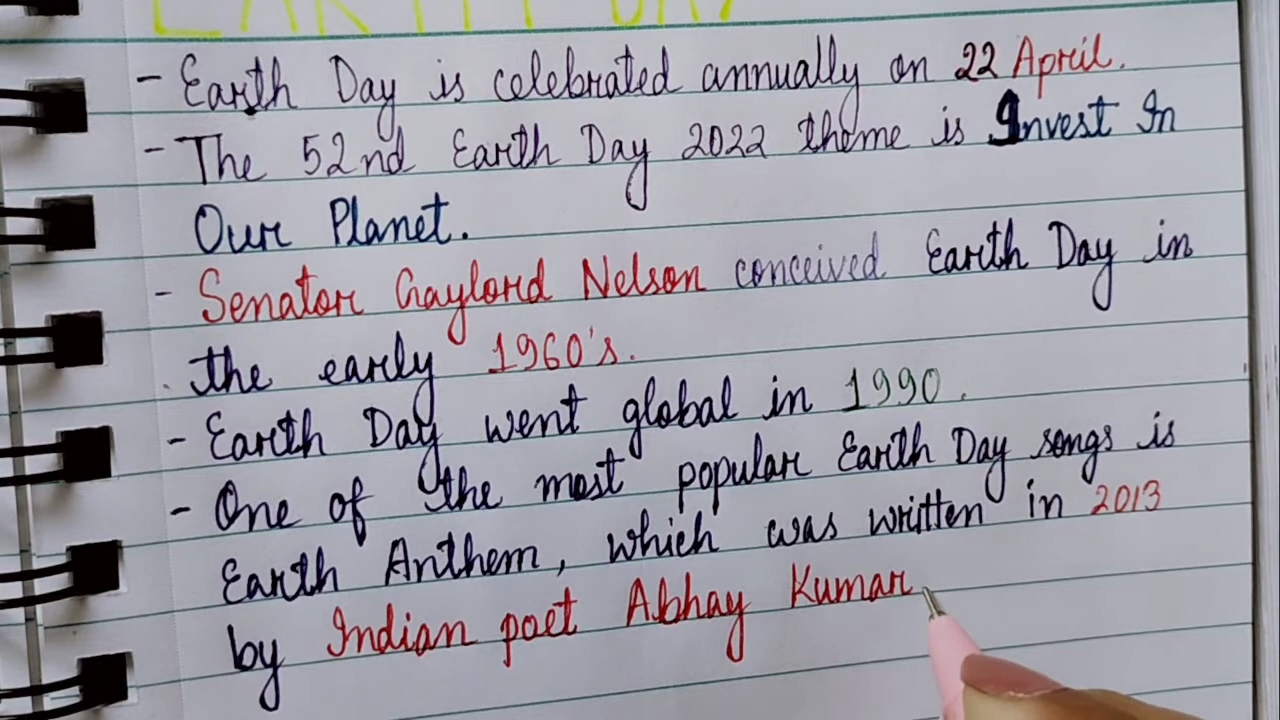 EARTH DAY
- Earth Day is celebrated annually on 22 April.
- The 52nd Earth Day 2022 theme is Invest In
Our Planet.
- Senator Gaylord Nelson conceived Earth Day in
the early 1960's.
- Earth Day went global in 1990.
- One of the most popular Earth Day songs is
Earth Anthem, which was written in 2013
by Indian poet Abhay Kumar